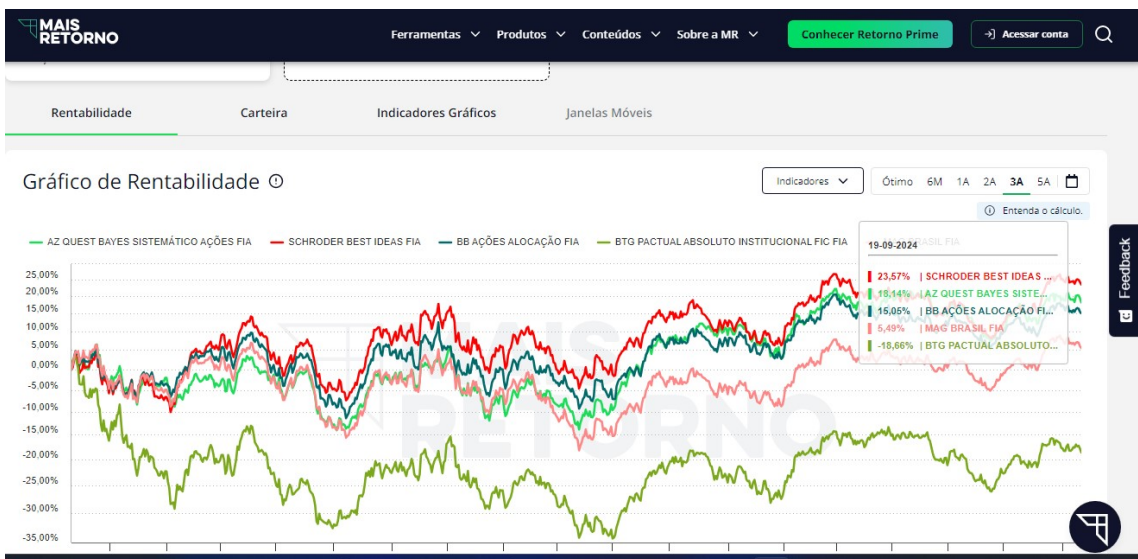 MAIS RETORNO
Ferramentas Produtos Conteúdos Sobre a MR Conhecer Retorno Prime Acessar conta
Rentabilidade Carteira Indicadores Gráficos Janelas Móveis
Gráfico de Rentabilidade
Indicadores Ótimo 6M 1A 2A 3A 5A
Entenda o cálculo.
AZ QUEST BAYES SISTEMÁTICO AÇÕES FIA SCHRODER BEST IDEAS FIA BB AÇÕES ALOCAÇÃO FIA BTG PACTUAL ABSOLUTO INSTITUCIONAL FIC FIA
19-09-2024
23,57% | SCHRODER BEST IDEAS ...
18,14% | AZ QUEST BAYES SISTE...
15,05% | BB AÇÕES ALOCAÇÃO FI...
5,49% | MAG BRASIL FIA
-18,66% | BTG PACTUAL ABSOLUTO...
25,00%
20,00%
15,00%
10,00%
5,00%
0,00%
-5,00%
-10,00%
-15,00%
-20,00%
-25,00%
-30,00%
-35,00%
MAIS
RETORNO
Feedback